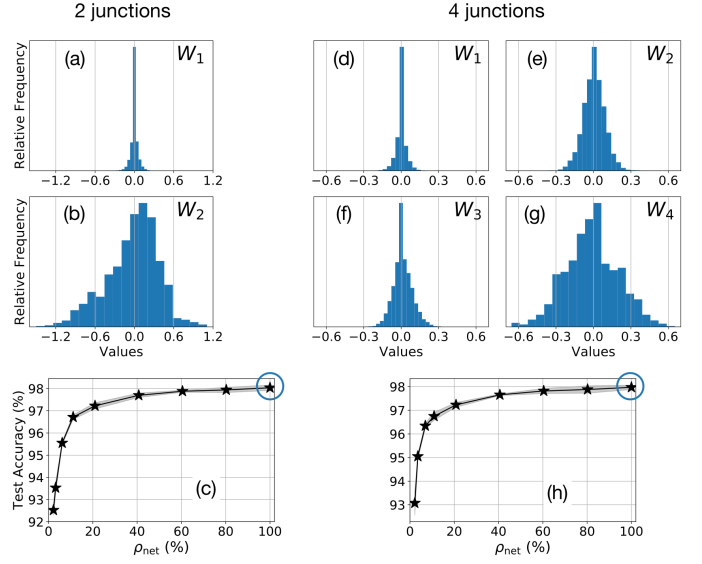 2 junctions
4 junctions
(a)
W₁
Relative Frequency
−1.2 −0.6 0.0 0.6 1.2
(b)
W₂
Relative Frequency
−1.2 −0.6 0.0 0.6 1.2
Values
(d)
W₁
−0.6 −0.3 0.0 0.3 0.6
(e)
W₂
−0.6 −0.3 0.0 0.3 0.6
(f)
W₃
−0.6 −0.3 0.0 0.3 0.6
Values
(g)
W₄
−0.6 −0.3 0.0 0.3 0.6
Values
98
97
96
95
94
93
92
Test Accuracy (%)
(c)
0 20 40 60 80 100
ρnet (%)
98
97
96
95
94
93
(h)
0 20 40 60 80 100
ρnet (%)